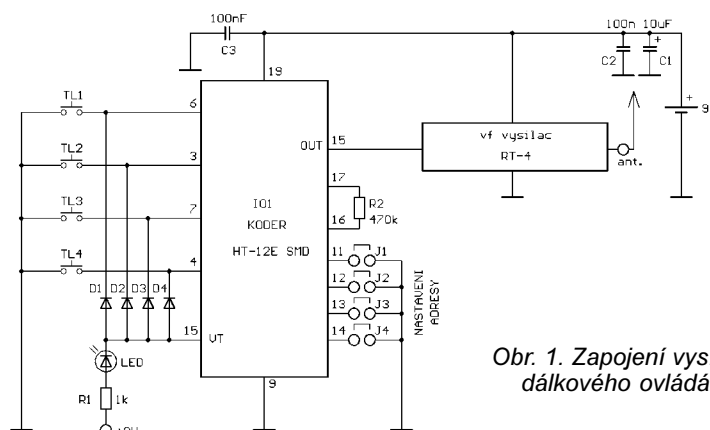 100nF
C3
100n 10uF
+
C2
C1
+
9
19
TL1
6
TL2
3
TL3
7
TL4
4
D1 D2 D3 D4
15
VT
LED
R1
1k
IO1
KODER
HT-12E SMD
OUT
15
17
16
R2
470k
11
J1
12
J2
13
J3
14
J4
NASTAVENI
ADRESY
9
vf vysilac
RT-4
ant.
Obr. 1. Zapojení vys
dálkového ovládá